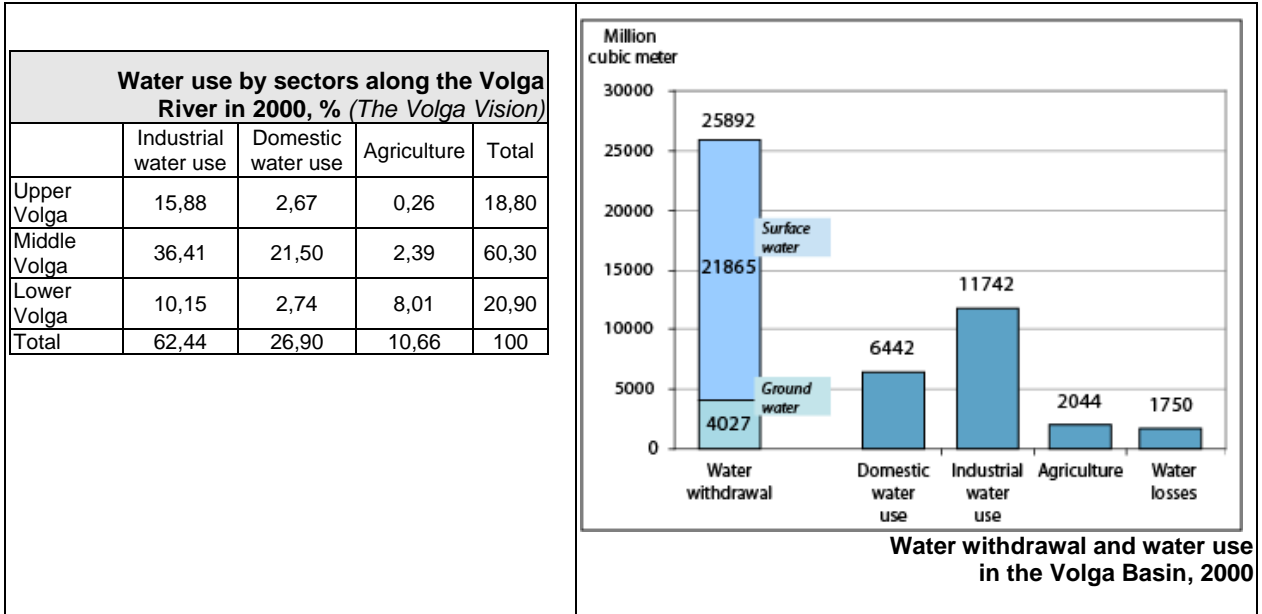 Water use by sectors along the Volga
River in 2000, % (The Volga Vision)
Industrial water use Domestic water use Agriculture Total
Upper Volga 15,88 2,67 0,26 18,80
Middle Volga 36,41 21,50 2,39 60,30
Lower Volga 10,15 2,74 8,01 20,90
Total 62,44 26,90 10,66 100
Million
cubic meter
30000
25000
20000
15000
10000
5000
0
25892
21865
4027
Surface
water
Ground
water
6442
11742
2044
1750
Water
withdrawal
Domestic
water
use
Industrial
water
use
Agriculture
Water
losses
Water withdrawal and water use
in the Volga Basin, 2000